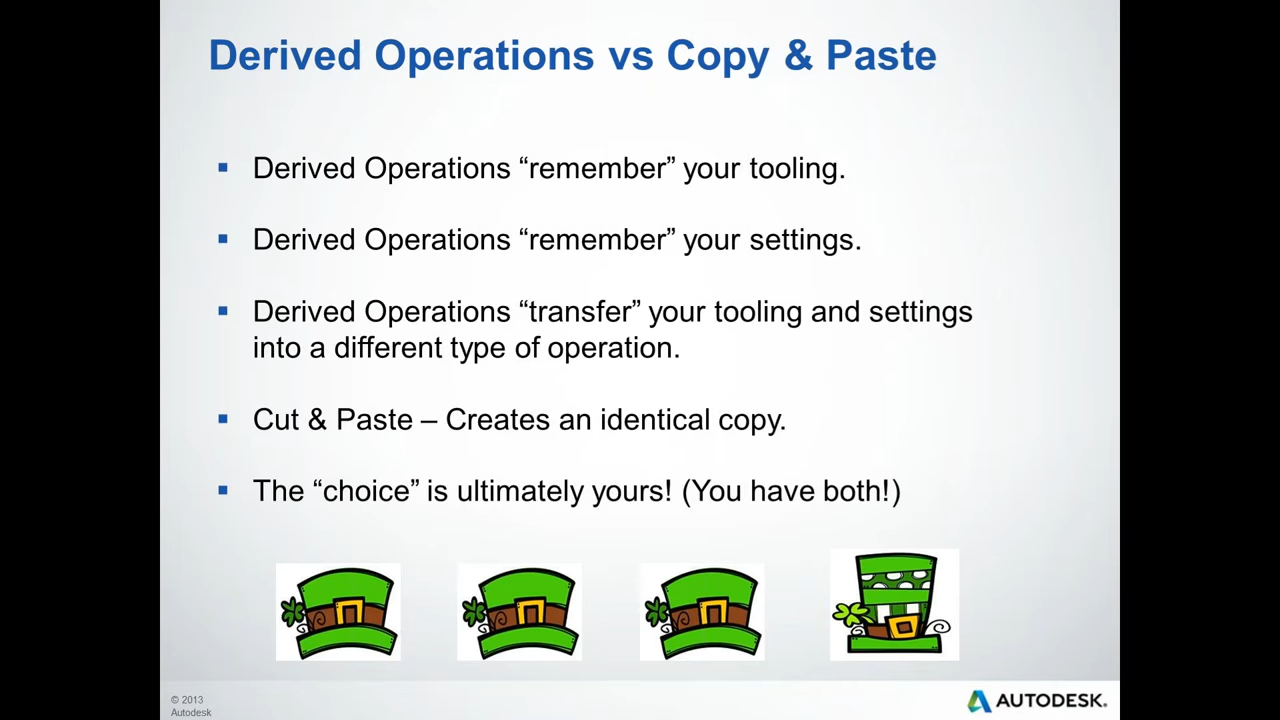 Derived Operations vs Copy & Paste
▪ Derived Operations “remember” your tooling.
▪ Derived Operations “remember” your settings.
▪ Derived Operations “transfer” your tooling and settings
into a different type of operation.
▪ Cut & Paste – Creates an identical copy.
▪ The “choice” is ultimately yours! (You have both!)
© 2013
Autodesk
AUTODESK.